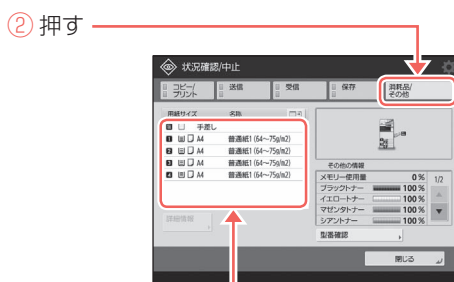 ② 押す
状況確認/中止
コピー/
プリント
送信
受信
保存
消耗品/
その他
用紙サイズ 名称
手差し
1 A4 普通紙1 (64～75g/m2)
2 A4 普通紙1 (64～75g/m2)
3 A4 普通紙1 (64～75g/m2)
4 A4 普通紙1 (64～75g/m2)
詳細情報
その他の情報
メモリー使用量 0%
ブラックトナー 100%
イエロートナー 100%
マゼンタトナー 100%
シアントナー 100%
1/2
型番確認
閉じる